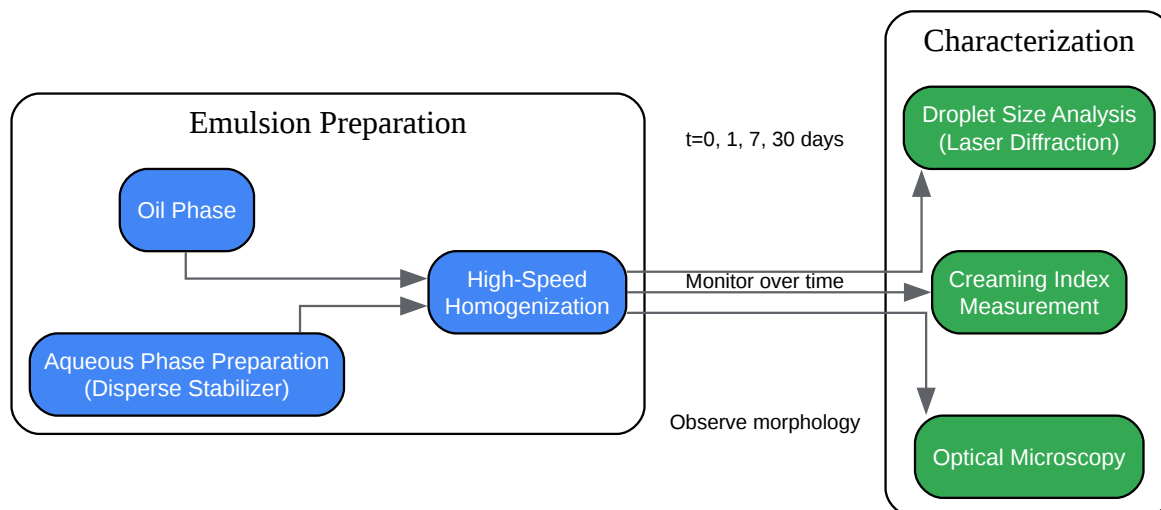 Emulsion Preparation
Oil Phase
Aqueous Phase Preparation
(Disperse Stabilizer)
High-Speed
Homogenization
t=0, 1, 7, 30 days
Monitor over time
Observe morphology
Characterization
Droplet Size Analysis
(Laser Diffraction)
Creaming Index
Measurement
Optical Microscopy